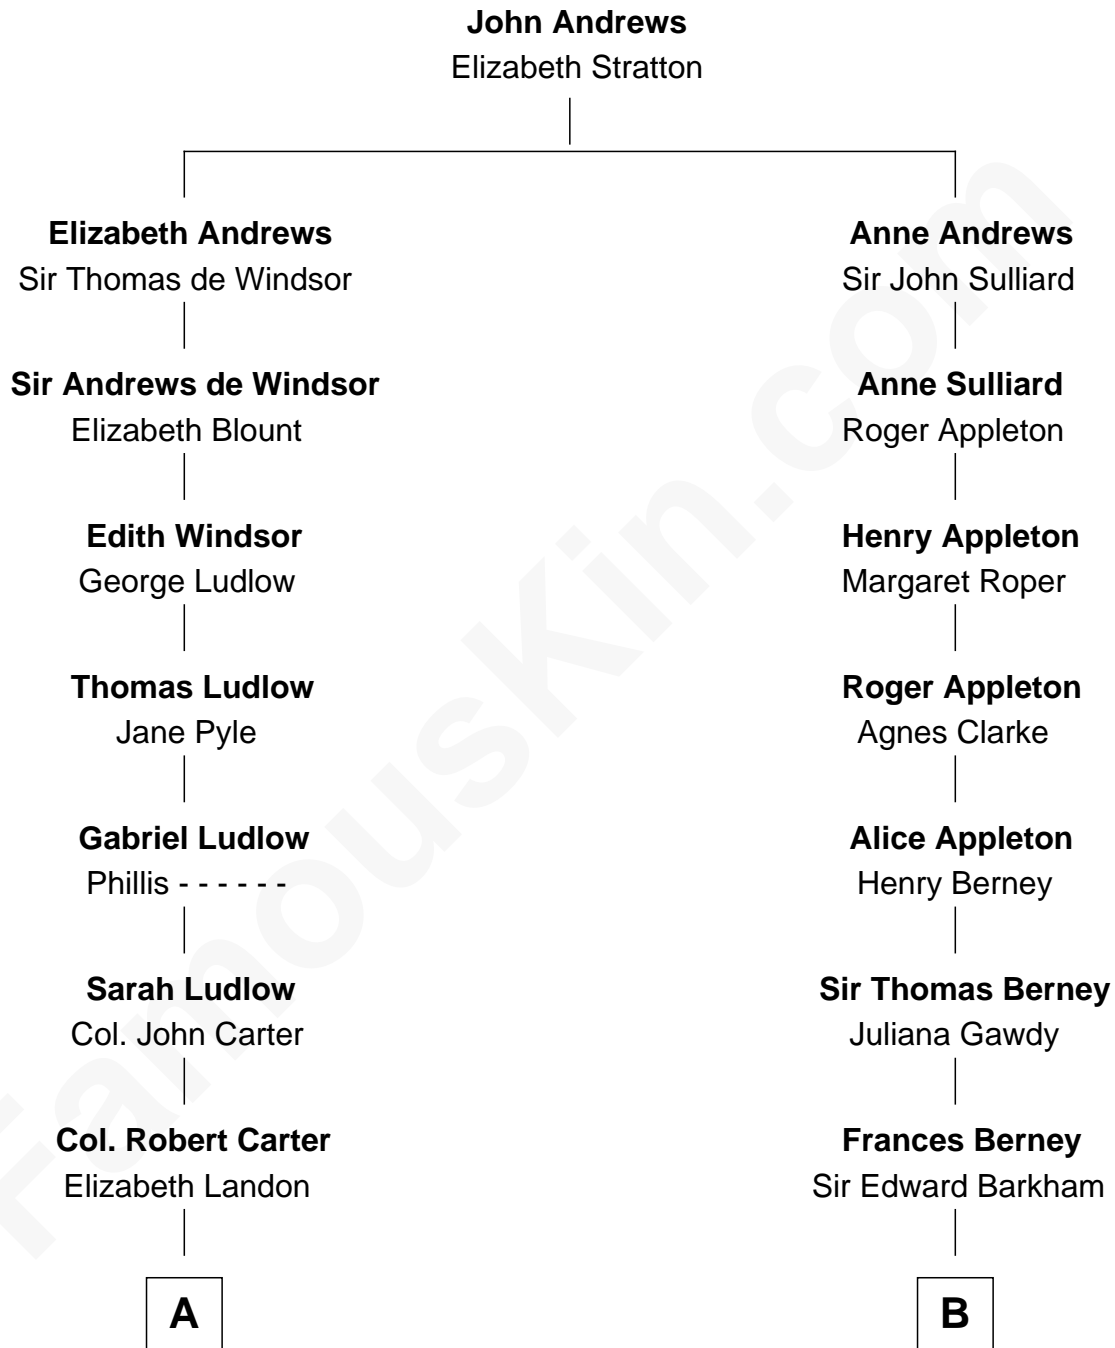 John Andrews
Elizabeth Stratton
Elizabeth Andrews
Sir Thomas de Windsor
Anne Andrews
Sir John Sulliard
Sir Andrews de Windsor
Elizabeth Blount
Anne Sulliard
Roger Appleton
Edith Windsor
George Ludlow
Henry Appleton
Margaret Roper
Thomas Ludlow
Jane Pyle
Roger Appleton
Agnes Clarke
Gabriel Ludlow
Phillis - - - - - -
Alice Appleton
Henry Berney
Sarah Ludlow
Col. John Carter
Sir Thomas Berney
Juliana Gawdy
Col. Robert Carter
Elizabeth Landon
Frances Berney
Sir Edward Barkham
A
B
FamousKin.com